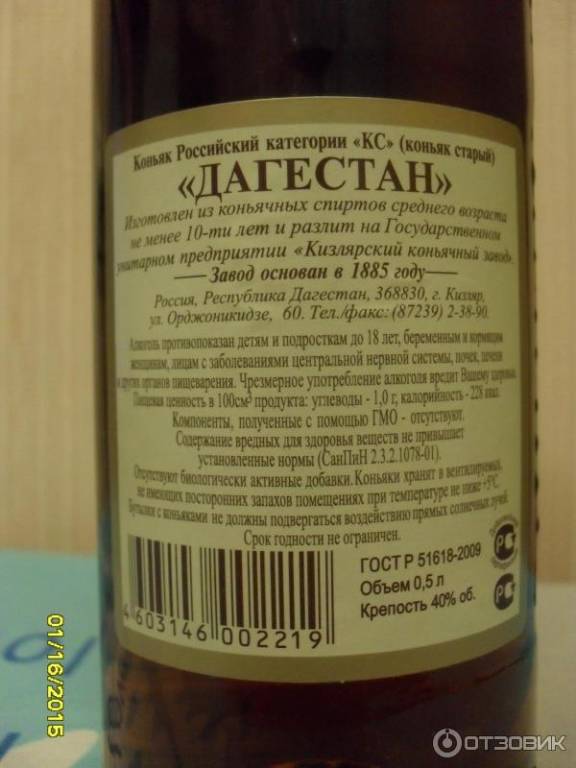 Коньяк Российский категории «КС» (коньяк старый)
«ДАГЕСТАН»
Изготовлен из коньячных спиртов среднего возраста
не менее 10-ти лет и разлит на Государственном
унитарном предприятии «Кизлярский коньячный завод».
Завод основан в 1885 году
Россия, Республика Дагестан, 368830, г. Кизляр,
ул. Орджоникидзе, 60. Тел./факс: (87239) 2-38-90.
Алкоголь противопоказан детям и подросткам до 18 лет, беременным и кормящим
женщинам, лицам с заболеваниями центральной нервной системы, почек, печени
и других органов пищеварения. Чрезмерное употребление алкоголя вредит Вашему здоровью.
Пищевая ценность в 100см³ продукта: углеводы - 1,0 г, калорийность - 228 ккал.
Компоненты, полученные с помощью ГМО - отсутствуют.
Содержание вредных для здоровья веществ не привышает
установленные нормы (СанПиН 2.3.2.1078-01).
Отсутствуют биологически активные добавки. Коньяки хранят в вентилируемых,
не имеющих посторонних запахов помещениях при температуре не ниже +5°С.
Бутылки с коньяками не должны подвергаться воздействию прямых солнечных лучей.
Срок годности не ограничен.
ГОСТ Р 51618-2009
Объем 0,5 л
Крепость 40% об.
4 603146 002219
01/16/2015
ОТЗОВИК